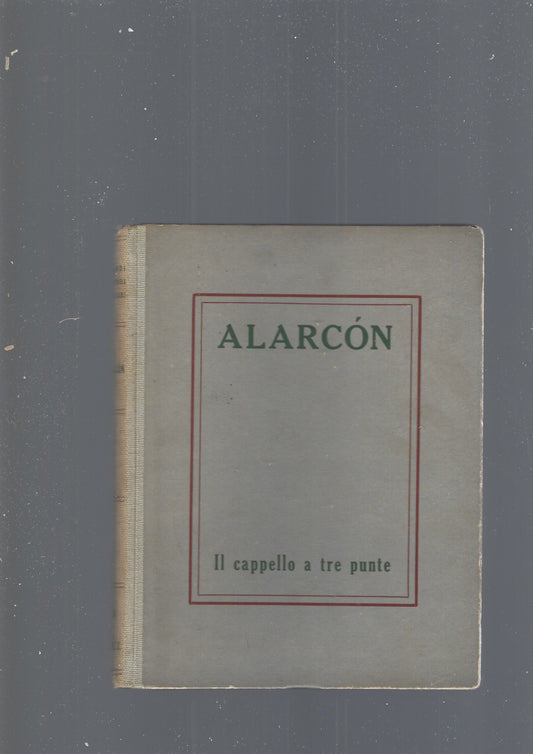 ALARCÓN
Il cappello a tre punte